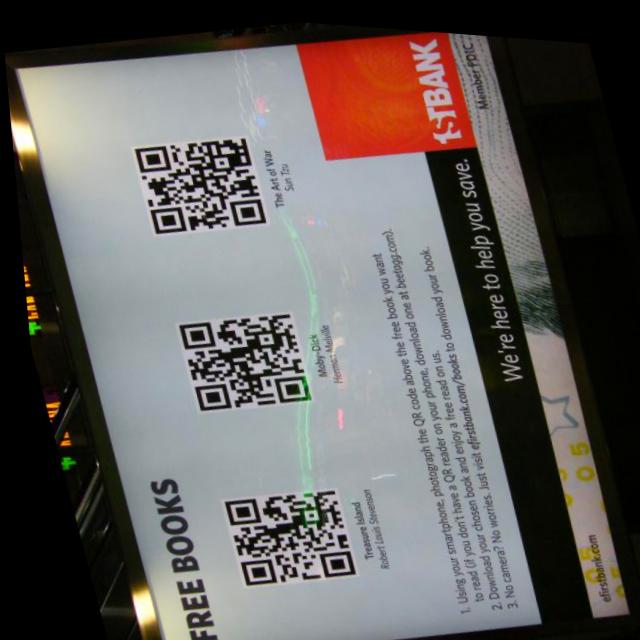 FREE BOOKS
Treasure Island
Robert Louis Stevenson
Moby Dick
Herman Melville
The Art of War
Sun Tzu
1. Using your smartphone, photograph the QR code above the free book you want
to read (if you don't have a QR reader on your phone, download one at beetagg.com).
2. Download your chosen book and enjoy a free read on us.
3. No camera? No worries. Just visit efirstbank.com/books to download your book.
1STBANK
We're here to help you save.
efirstbank.com
Member FDIC